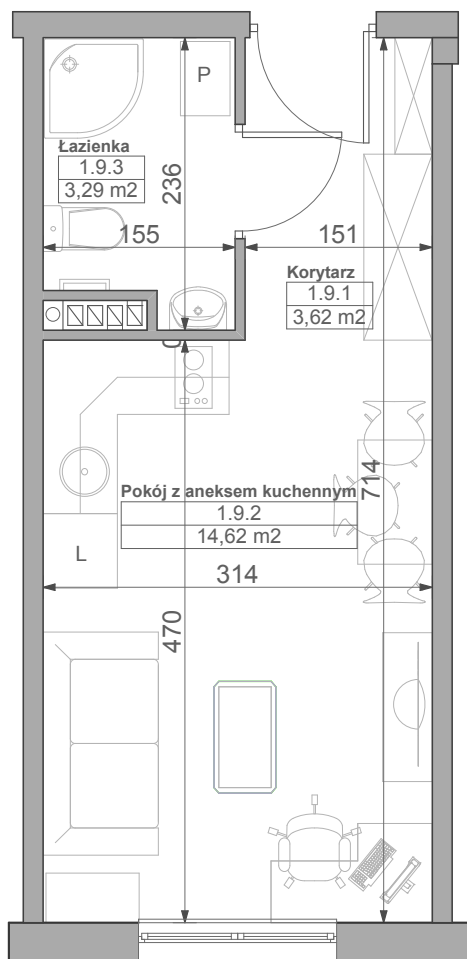 P
Łazienka
1.9.3
3,29 m2
236
155
151
Korytarz
1.9.1
3,62 m2
714
Pokój z aneksem kuchennym
1.9.2
14,62 m2
L
314
470